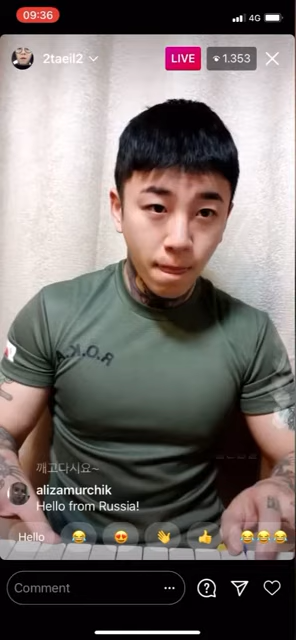 09:36
4G
2taeil2
LIVE
1.353
R.O.K.A
깨고다시요~
alizamurchik
Hello from Russia!
Hello
Comment